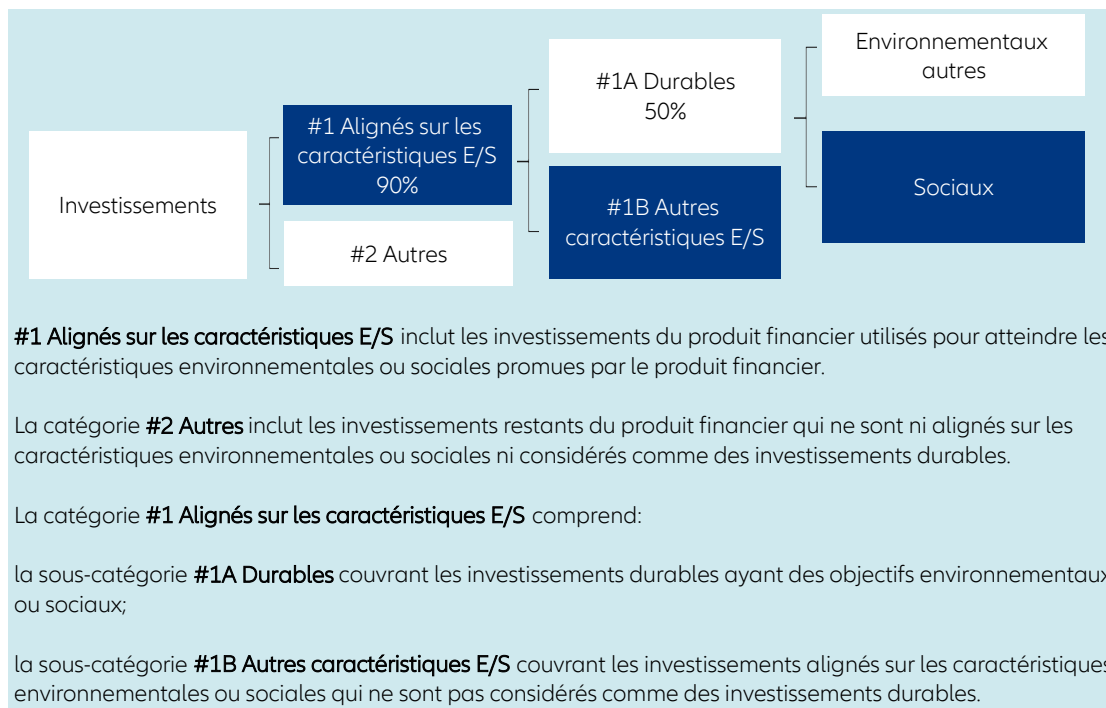 Investissements
#1 Alignés sur les
caractéristiques E/S
90%
#2 Autres
#1A Durables
50%
#1B Autres
caractéristiques E/S
Environnementaux
autres
Sociaux
#1 Alignés sur les caractéristiques E/S inclut les investissements du produit financier utilisés pour atteindre les
caractéristiques environnementales ou sociales promues par le produit financier.
La catégorie #2 Autres inclut les investissements restants du produit financier qui ne sont ni alignés sur les
caractéristiques environnementales ou sociales ni considérés comme des investissements durables.
La catégorie #1 Alignés sur les caractéristiques E/S comprend:
la sous-catégorie #1A Durables couvrant les investissements durables ayant des objectifs environnementaux
ou sociaux;
la sous-catégorie #1B Autres caractéristiques E/S couvrant les investissements alignés sur les caractéristiques
environnementales ou sociales qui ne sont pas considérés comme des investissements durables.